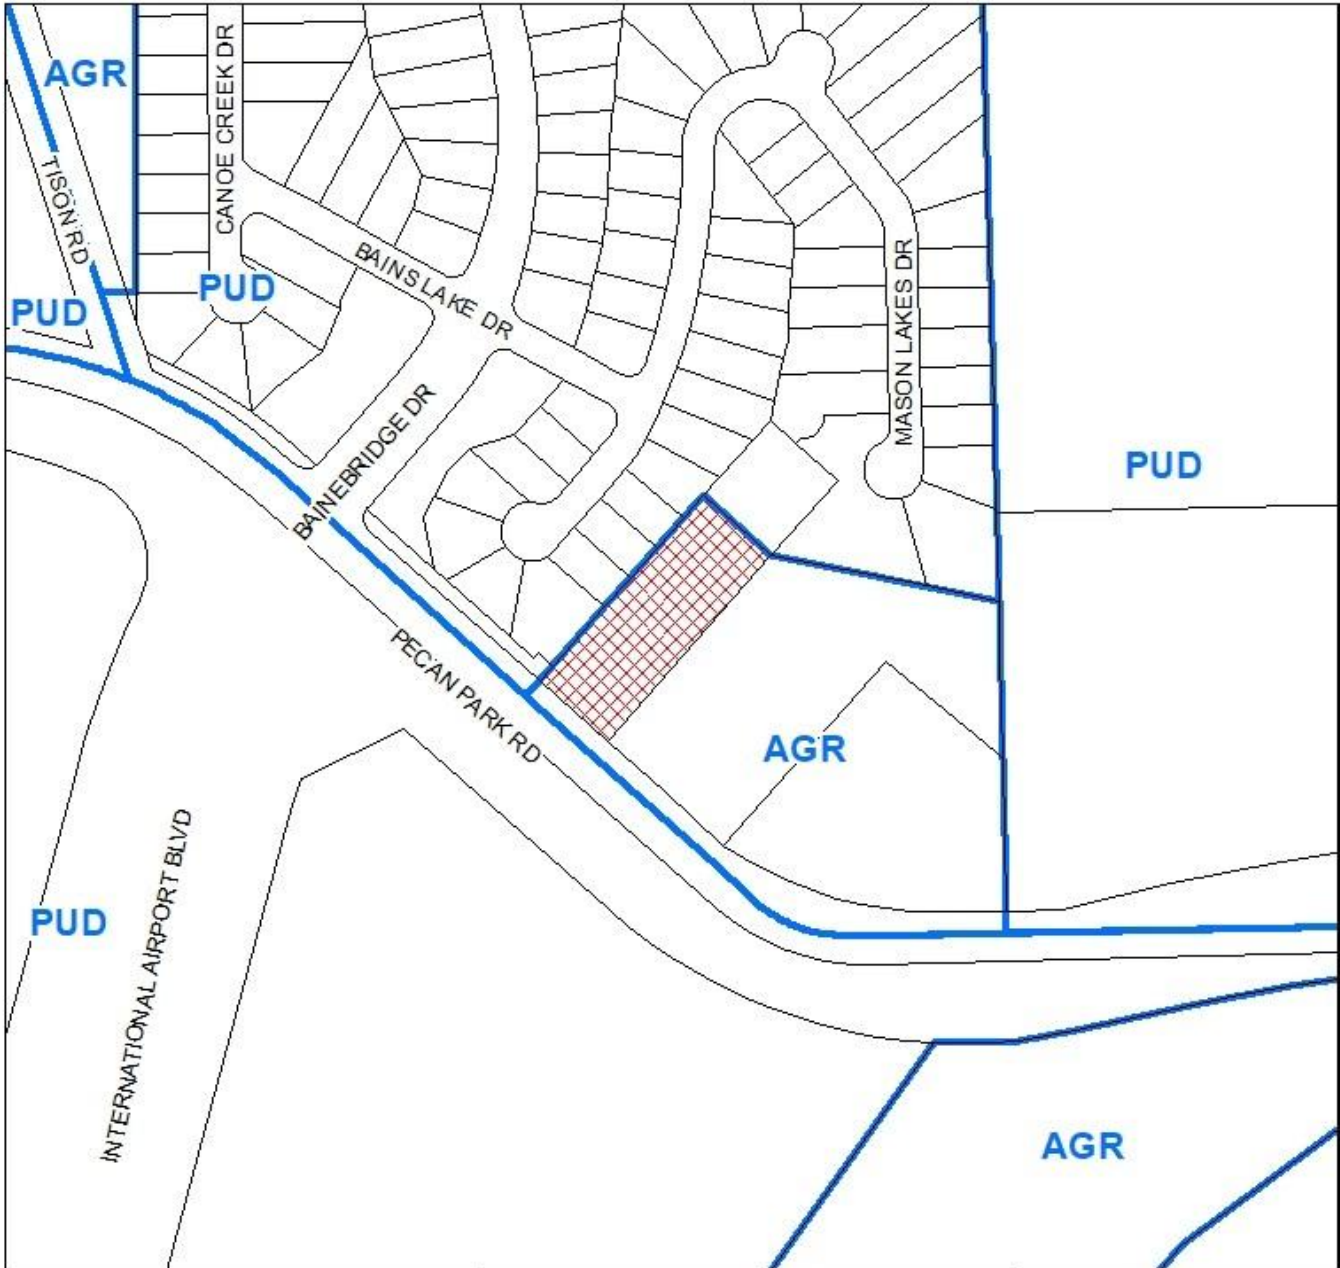 AGR
CANOE CREEK DR
TISON RD
BAINS LAKE DR
MASON LAKES DR
PUD
PUD
BAINEBRIDGE DR
PUD
PECAN PARK RD
AGR
INTERNATIONAL AIRPORT BLVD
PUD
AGR